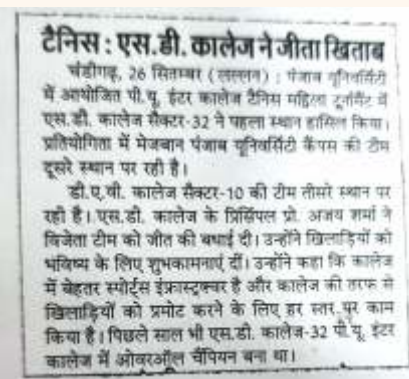 टैनिस : एस.डी. कालेज ने जीता खिताब
चंडीगढ़, 26 सितम्बर (लल्लन) : पंजाब यूनिवर्सिटी
में आयोजित पी.यू. इंटर कालेज टैनिस महिला टूर्नामैंट में
एस.डी. कालेज सैक्टर-32 ने पहला स्थान हासिल किया।
प्रतियोगिता में मेजबान पंजाब यूनिवर्सिटी कैंपस की टीम
दूसरे स्थान पर रही है।
डी.ए.वी. कालेज सैक्टर-10 की टीम तीसरे स्थान पर
रही है। एस.डी. कालेज के प्रिंसिपल प्रो. अजय शर्मा ने
विजेता टीम को जीत की बधाई दी। उन्होंने खिलाड़ियों को
भविष्य के लिए शुभकामनाएं दीं। उन्होंने कहा कि कालेज
में बेहतर स्पोर्ट्स इंफ्रास्ट्रक्चर है और कालेज की तरफ से
खिलाड़ियों को प्रमोट करने के लिए हर स्तर पर काम
किया है। पिछले साल भी एस.डी. कालेज-32 पी.यू. इंटर
कालेज में ओवरऑल चैंपियन बना था।